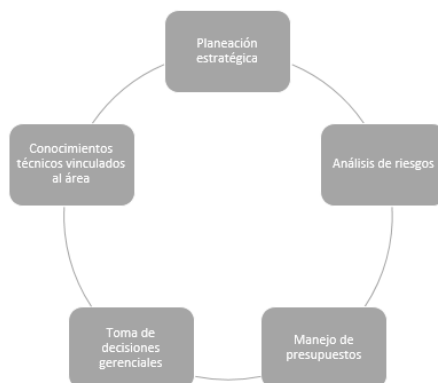 Planeación
estratégica
Análisis de riesgos
Manejo de
presupuestos
Toma de
decisiones
gerenciales
Conocimientos
técnicos vinculados
al área